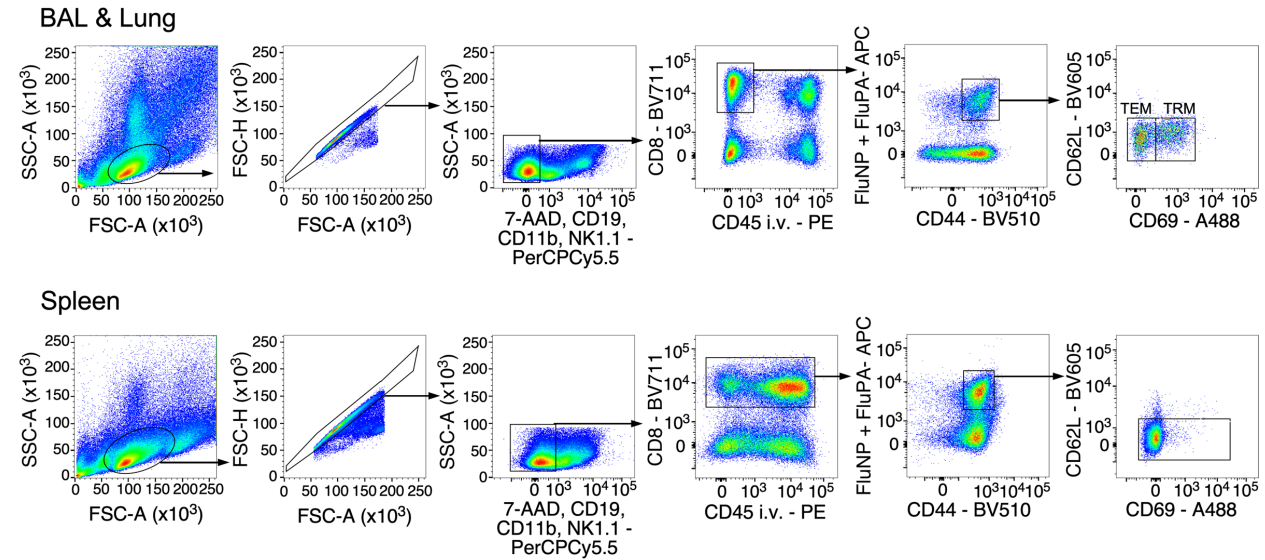 BAL & Lung
SSC-A (x10³)
250
200
150
100
50
0
0 50 100 150 200 250
FSC-A (x10³)
FSC-H (x10³)
250
200
150
100
50
0
0 50 100 150 200 250
FSC-A (x10³)
SSC-A (x10³)
250
200
150
100
50
0
0 10³ 10⁴ 10⁵
7-AAD, CD19,
CD11b, NK1.1 -
PerCPCy5.5
CD8 - BV711
10⁵
10⁴
10³
0
0 10³ 10⁴ 10⁵
CD45 i.v. - PE
FluNP + FluPA- APC
10⁵
10⁴
10³
0
0 10³10⁴10⁵
CD44 - BV510
CD62L - BV605
10⁵
10⁴
10³
0
TEM TRM
0 10³ 10⁴ 10⁵
CD69 - A488
Spleen
SSC-A (x10³)
250
200
150
100
50
0
0 50 100 150 200 250
FSC-A (x10³)
FSC-H (x10³)
250
200
150
100
50
0
0 50 100 150 200 250
FSC-A (x10³)
SSC-A (x10³)
250
200
150
100
50
0
0 10³ 10⁴ 10⁵
7-AAD, CD19,
CD11b, NK1.1 -
PerCPCy5.5
CD8 - BV711
10⁵
10⁴
10³
0
0 10³ 10⁴ 10⁵
CD45 i.v. - PE
FluNP + FluPA- APC
10⁵
10⁴
10³
0
0 10³10⁴10⁵
CD44 - BV510
CD62L - BV605
10⁵
10⁴
10³
0
0 10³ 10⁴ 10⁵
CD69 - A488